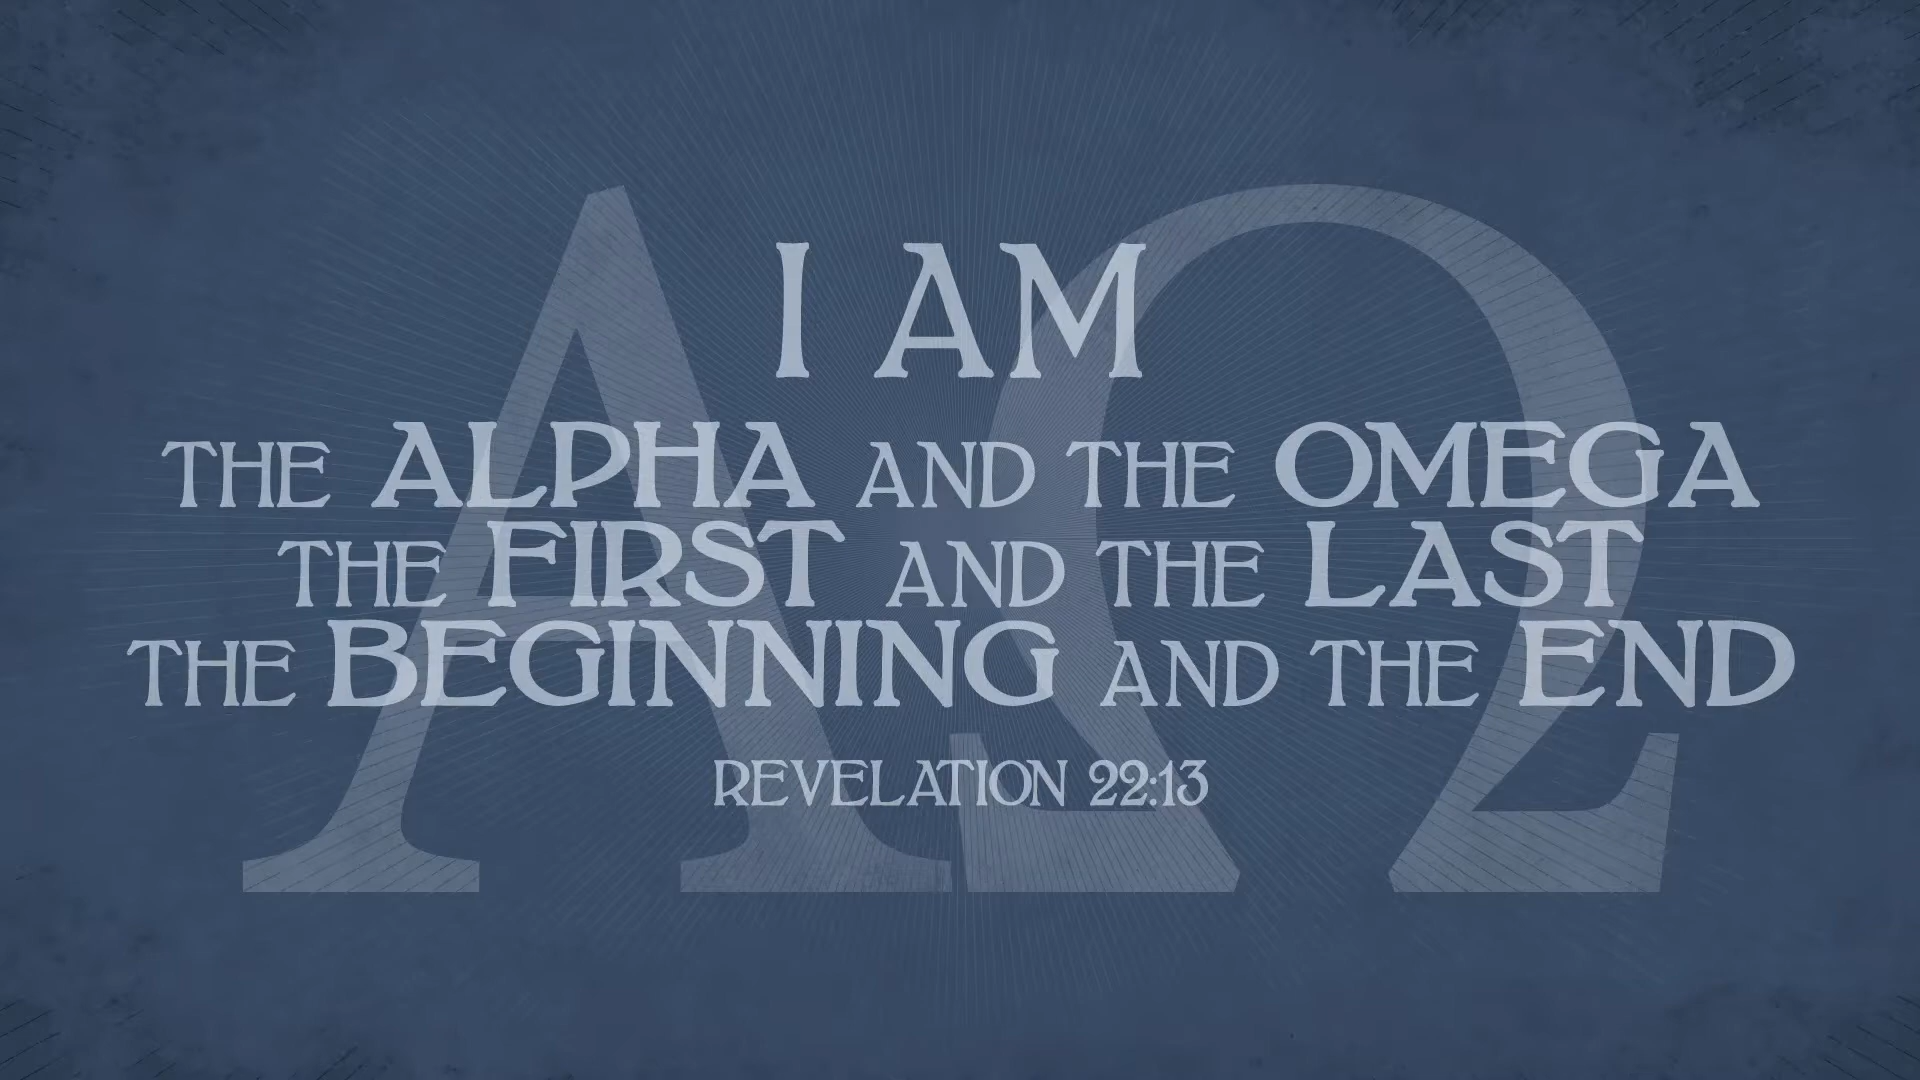 I AM
THE ALPHA AND THE OMEGA
THE FIRST AND THE LAST
THE BEGINNING AND THE END
REVELATION 22:13
ΑΩ